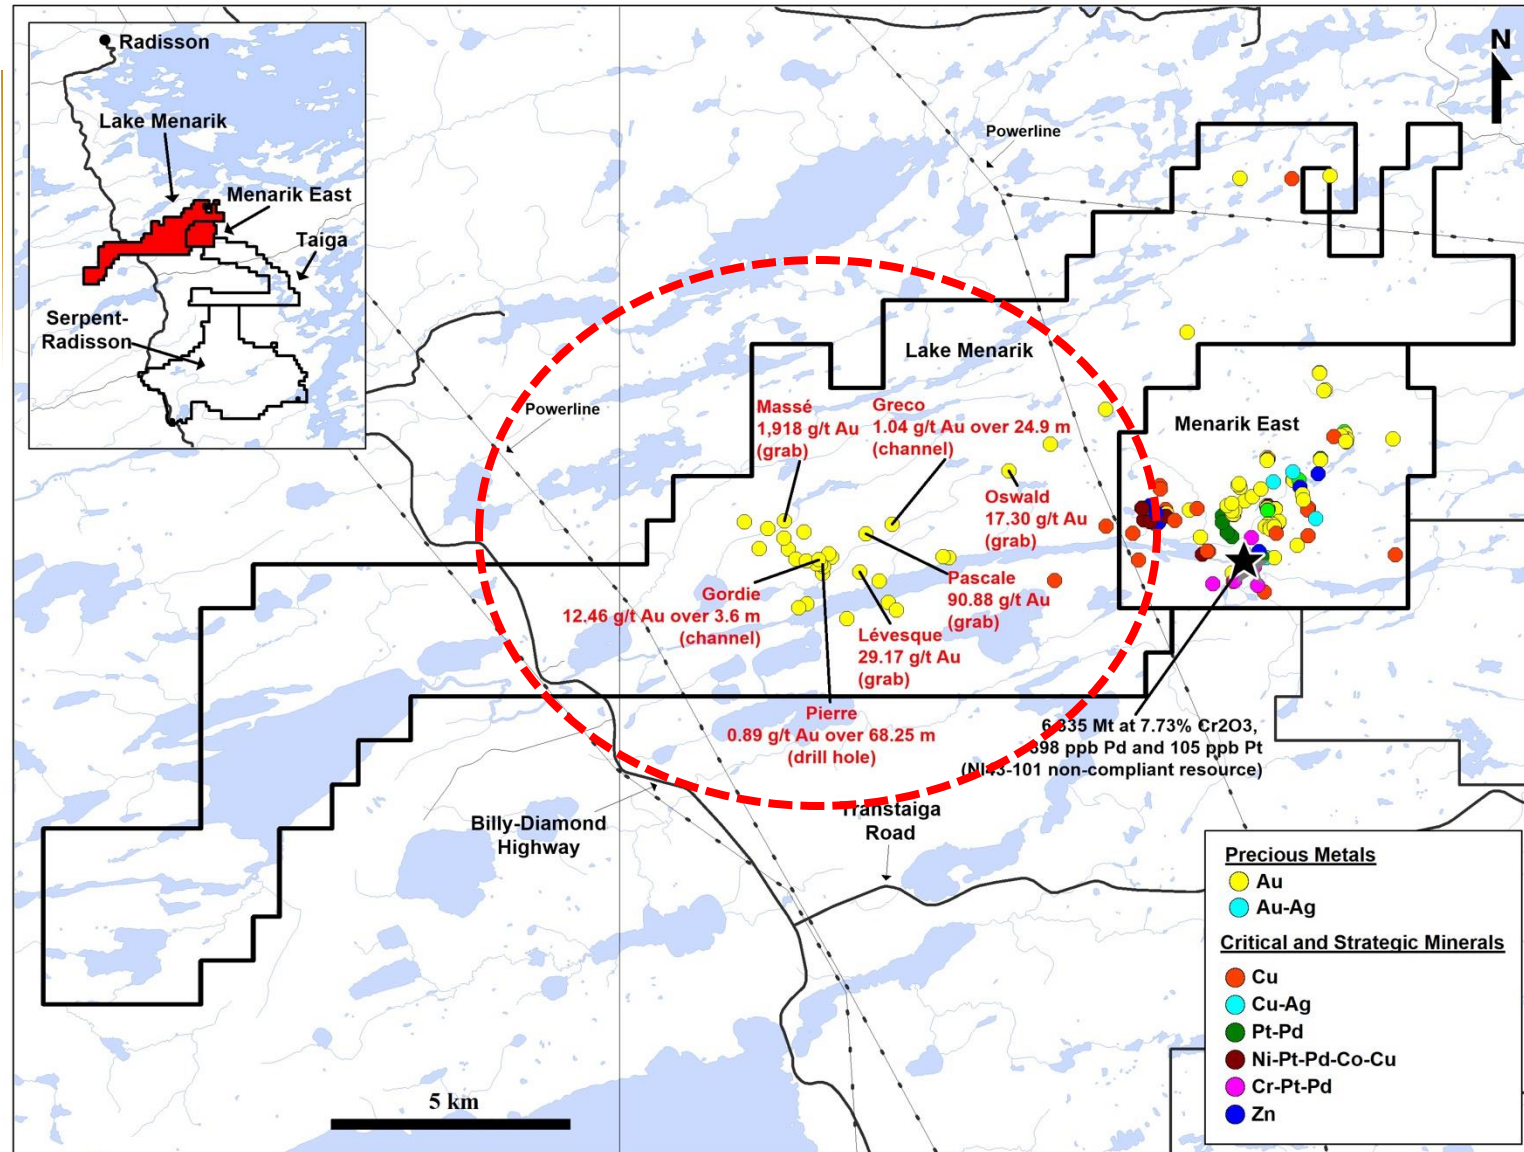 Radisson
Lake Menarik
Menarik East
Taiga
Serpent-
Radisson
N
Powerline
Powerline
Lake Menarik
Menarik East
Massé
1,918 g/t Au
(grab)
Greco
1.04 g/t Au over 24.9 m
(channel)
Oswald
17.30 g/t Au
(grab)
Pascale
90.88 g/t Au
(grab)
Gordie
12.46 g/t Au over 3.6 m
(channel)
Lévesque
29.17 g/t Au
(grab)
Pierre
0.89 g/t Au over 68.25 m
(drill hole)
Mt at 7.73% Cr2O3,
898 ppb Pd and 105 ppb Pt
(NI43-101 non-compliant resource)
Billy-Diamond
Highway
Transtaiga
Road
5 km
Precious Metals
Au
Au-Ag
Critical and Strategic Minerals
Cu
Cu-Ag
Pt-Pd
Ni-Pt-Pd-Co-Cu
Cr-Pt-Pd
Zn